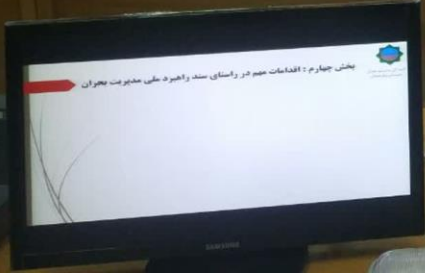 بخش چهارم : اقدامات مهم در راستای سند راهبرد ملی مدیریت بحران
SAMSUNG